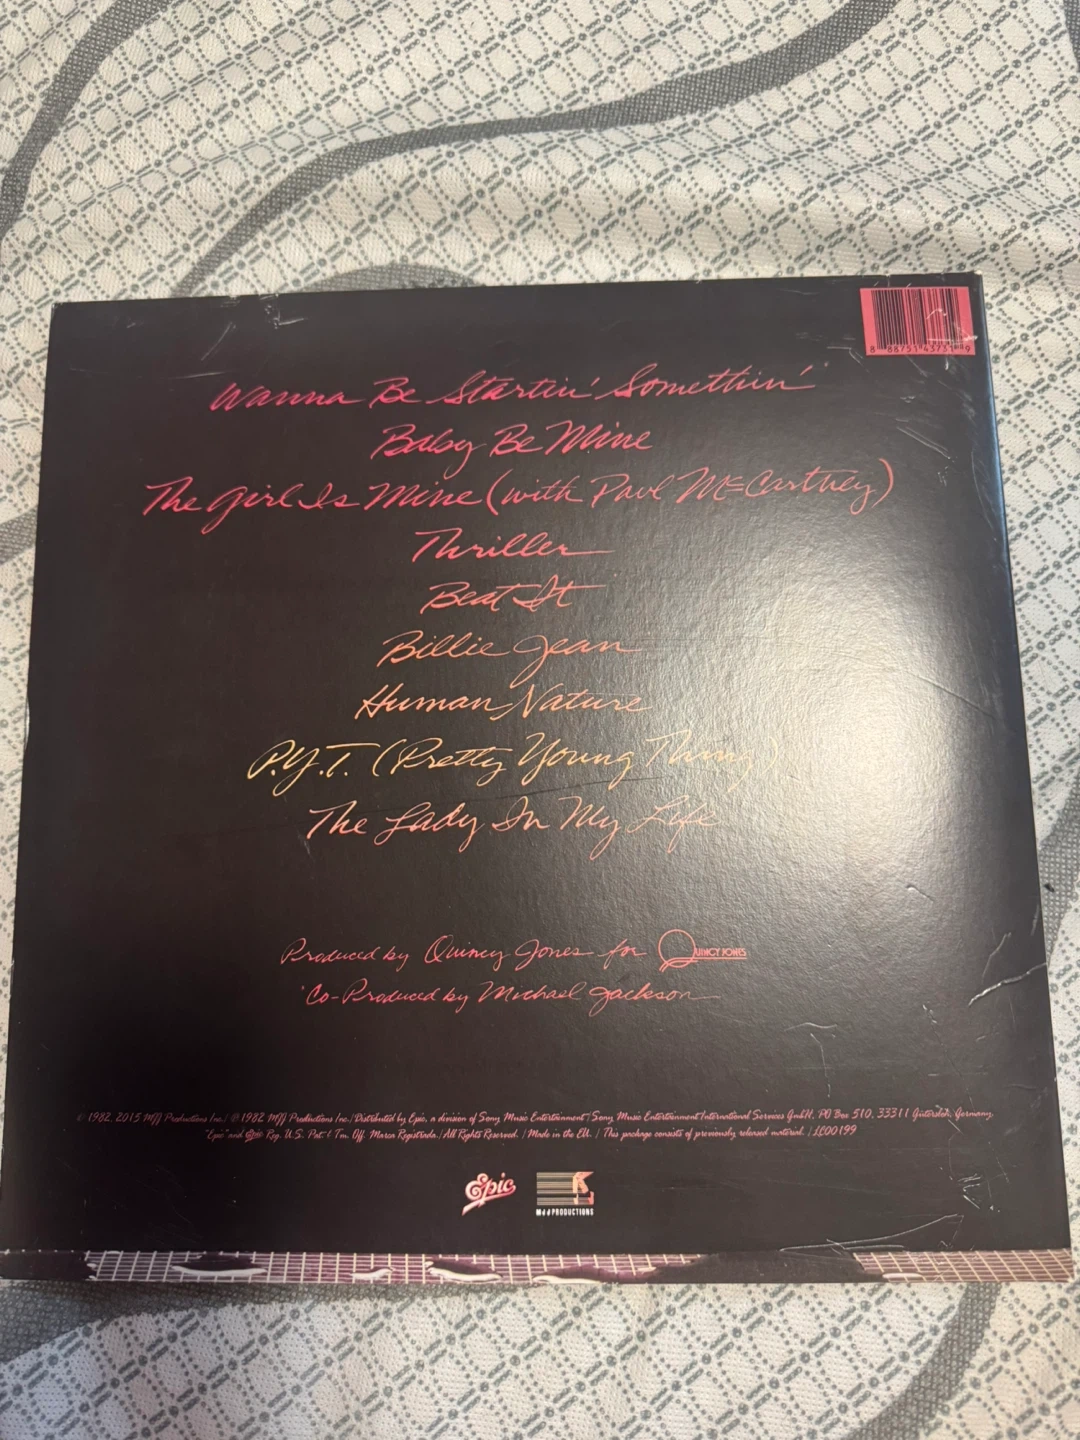 8 88751 43731 9
Wanna Be Startin' Somethin'
Baby Be Mine
The Girl Is Mine (with Paul McCartney)
Thriller
Beat It
Billie Jean
Human Nature
P.Y.T. (Pretty Young Thing)
The Lady In My Life
Produced by Quincy Jones for QUINCY JONES
Co-Produced by Michael Jackson
© 1982, 2015 MJJ Productions Inc. / ℗ 1982 MJJ Productions Inc. / Distributed by Epic, a division of Sony Music Entertainment / Sony Music Entertainment International Services GmbH, PO Box 510, 33311 Gütersloh, Germany.
"Epic" and Epic Reg. U.S. Pat. & Tm. Off. Marca Registrada. / All Rights Reserved. / Made in the EU. / This package consists of previously released material. / LC00199
Epic
MJJ PRODUCTIONS